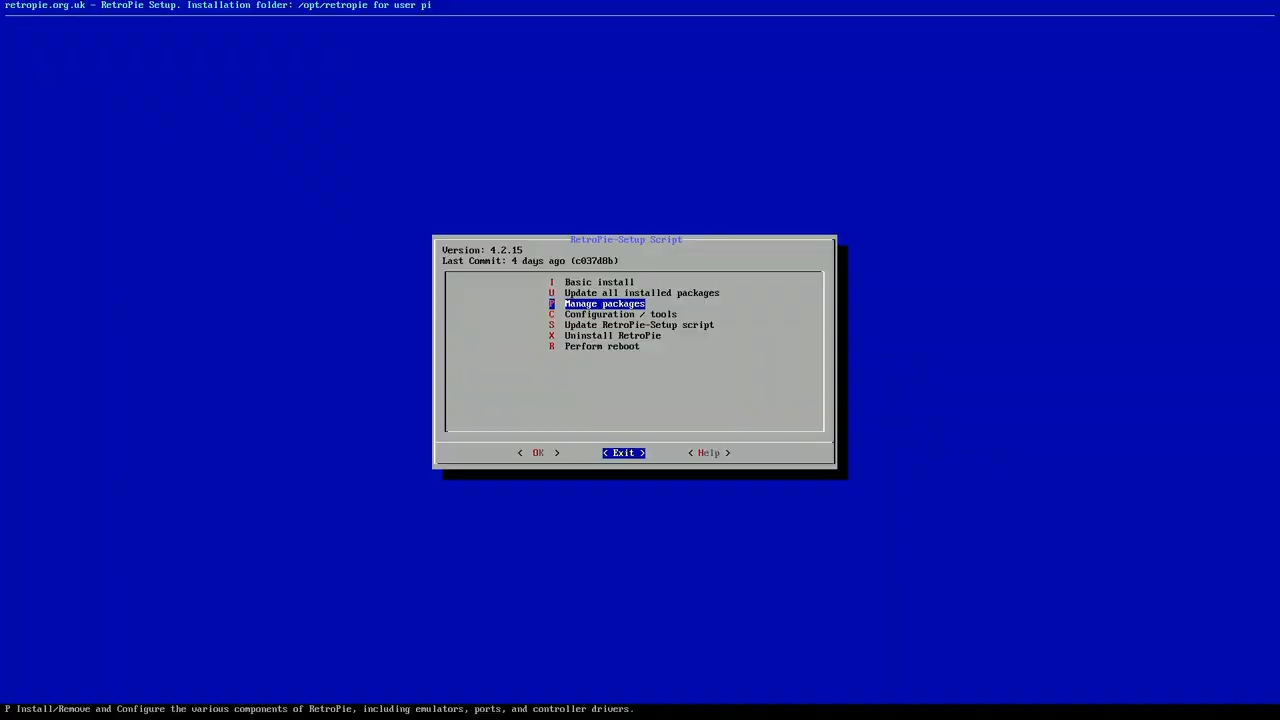 retropie.org.uk - RetroPie Setup. Installation folder: /opt/retropie for user pi
RetroPie-Setup Script
Version: 4.2.15
Last Commit: 4 days ago (c037d8b)
I Basic install
U Update all installed packages
P Manage packages
C Configuration / tools
S Update RetroPie-Setup script
X Uninstall RetroPie
R Perform reboot
< OK > < Exit > < Help >
P Install/Remove and Configure the various components of RetroPie, including emulators, ports, and controller drivers.